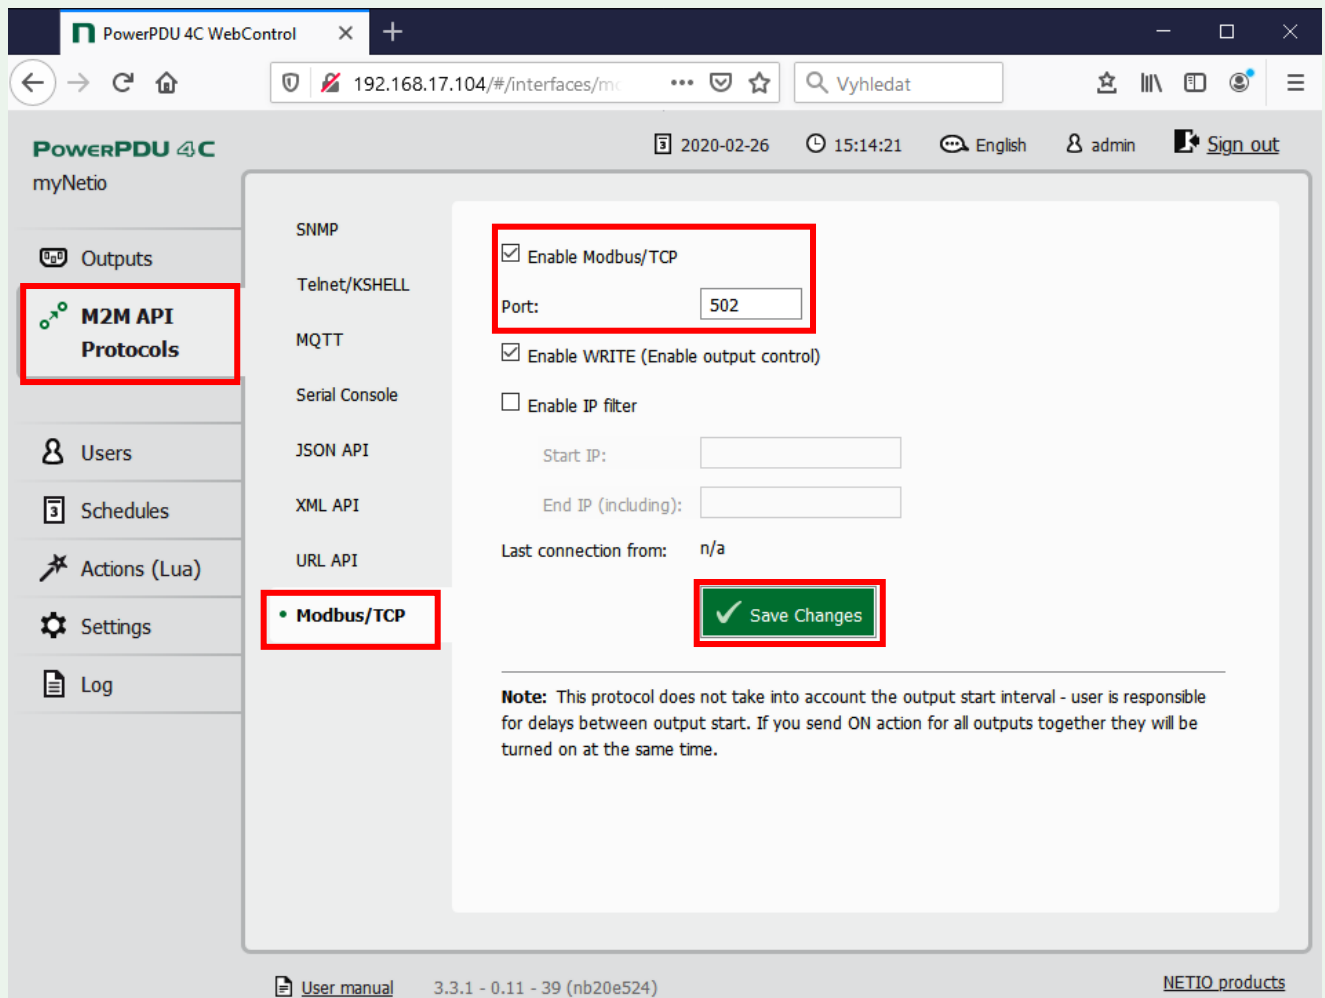 PowerPDU 4C WebControl
192.168.17.104/#/interfaces/mo
Vyhledat
PowerPDU 4C
myNetio
2020-02-26
15:14:21
English
admin
Sign out
Outputs
M2M API
Protocols
Users
Schedules
Actions (Lua)
Settings
Log
SNMP
Telnet/KSHELL
MQTT
Serial Console
JSON API
XML API
URL API
Modbus/TCP
Enable Modbus/TCP
Port: 502
Enable WRITE (Enable output control)
Enable IP filter
Start IP:
End IP (including):
Last connection from: n/a
Save Changes
Note: This protocol does not take into account the output start interval - user is responsible
for delays between output start. If you send ON action for all outputs together they will be
turned on at the same time.
User manual
3.3.1 - 0.11 - 39 (nb20e524)
NETIO products